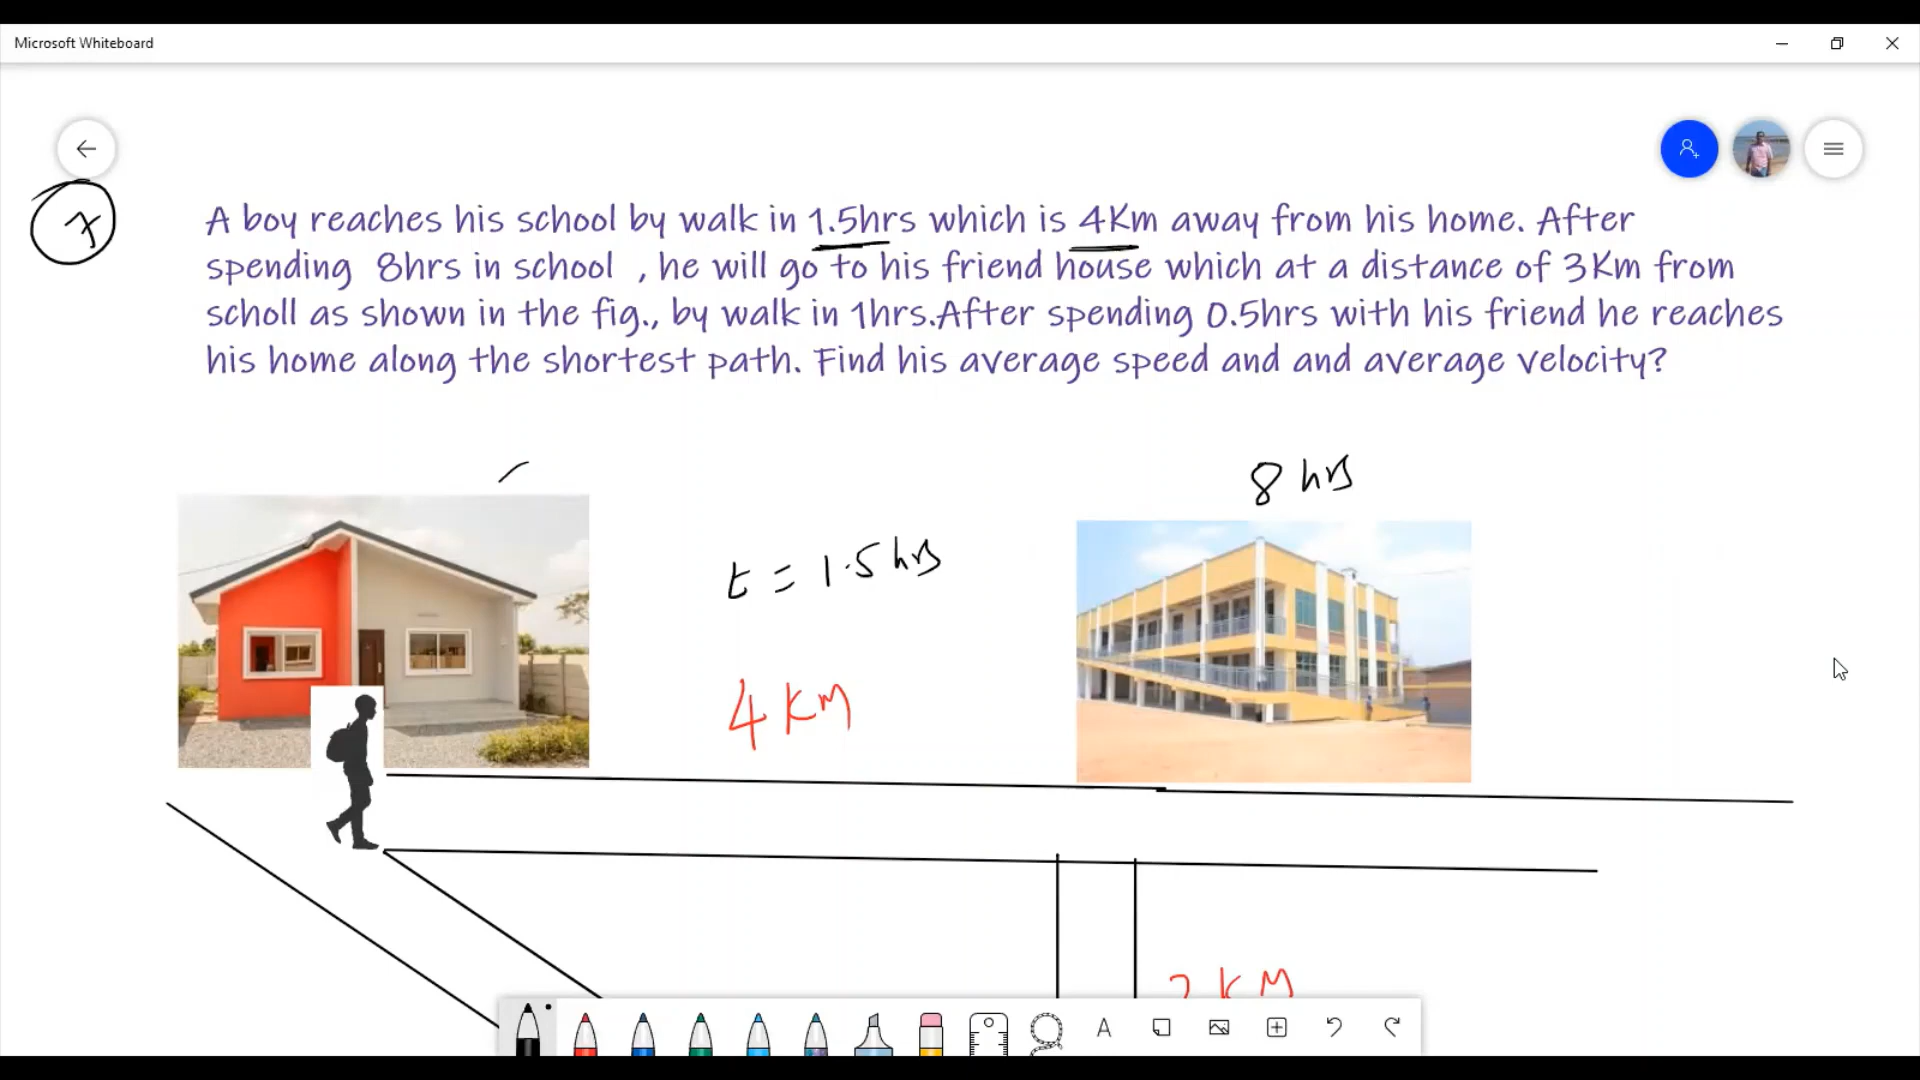 Microsoft Whiteboard
7
A boy reaches his school by walk in 1.5hrs which is 4Km away from his home. After
spending 8hrs in school , he will go to his friend house which at a distance of 3Km from
scholl as shown in the fig., by walk in 1hrs.After spending 0.5hrs with his friend he reaches
his home along the shortest path. Find his average speed and and average velocity?
8 hrs
t = 1.5 hrs
4 KM
KM
A